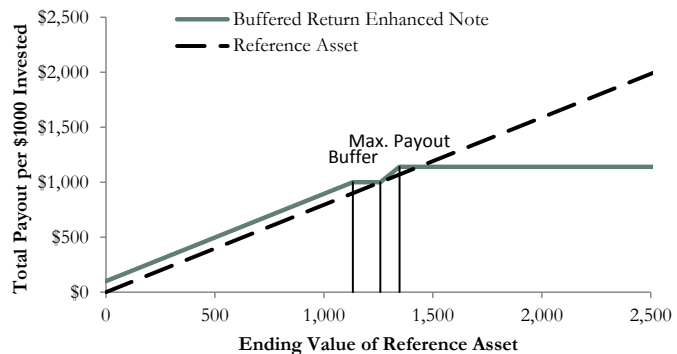 $2,500
Buffered Return Enhanced Note
Reference Asset
$2,000
$1,500
$1,000
$500
$0
Total Payout per $1000 Invested
Max. Payout
Buffer
0
500
1,000
1,500
2,000
2,500
Ending Value of Reference Asset